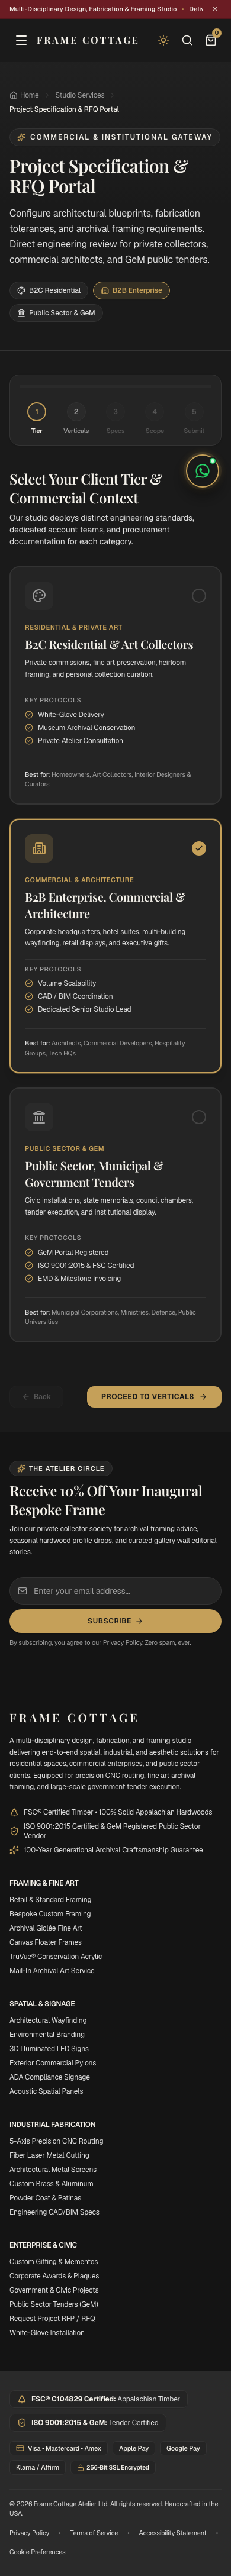 Multi-Disciplinary Design, Fabrication & Framing Studio • Deliv
FRAME COTTAGE
0
Home
Studio Services
Project Specification & RFQ Portal
COMMERCIAL & INSTITUTIONAL GATEWAY
Project Specification &
RFQ Portal
Configure architectural blueprints, fabrication
tolerances, and archival framing requirements.
Direct engineering review for private collectors,
commercial architects, and GeM public tenders.
B2C Residential
B2B Enterprise
Public Sector & GeM
1
2
3
4
5
Tier
Verticals
Specs
Scope
Submit
Select Your Client Tier &
Commercial Context
Our studio deploys distinct engineering standards,
dedicated account teams, and procurement
documentation for each category.
RESIDENTIAL & PRIVATE ART
B2C Residential & Art Collectors
Private commissions, fine art preservation, heirloom
framing, and personal collection curation.
KEY PROTOCOLS
White-Glove Delivery
Museum Archival Conservation
Private Atelier Consultation
Best for: Homeowners, Art Collectors, Interior Designers &
Curators
COMMERCIAL & ARCHITECTURE
B2B Enterprise, Commercial &
Architecture
Corporate headquarters, hotel suites, multi-building
wayfinding, retail displays, and executive gifts.
KEY PROTOCOLS
Volume Scalability
CAD / BIM Coordination
Dedicated Senior Studio Lead
Best for: Architects, Commercial Developers, Hospitality
Groups, Tech HQs
PUBLIC SECTOR & GEM
Public Sector, Municipal &
Government Tenders
Civic installations, state memorials, council chambers,
tender execution, and institutional display.
KEY PROTOCOLS
GeM Portal Registered
ISO 9001:2015 & FSC Certified
EMD & Milestone Invoicing
Best for: Municipal Corporations, Ministries, Defence, Public
Universities
Back
PROCEED TO VERTICALS
THE ATELIER CIRCLE
Receive 10% Off Your Inaugural
Bespoke Frame
Join our private collector society for archival framing advice,
seasonal hardwood profile drops, and curated gallery wall editorial
stories.
Enter your email address...
SUBSCRIBE
By subscribing, you agree to our Privacy Policy. Zero spam, ever.
FRAME COTTAGE
A multi-disciplinary design, fabrication, and framing studio
delivering end-to-end spatial, industrial, and aesthetic solutions for
residential spaces, commercial enterprises, and public sector
clients. Equipped for precision CNC routing, fine art archival
framing, and large-scale government tender execution.
FSC® Certified Timber • 100% Solid Appalachian Hardwoods
ISO 9001:2015 Certified & GeM Registered Public Sector
Vendor
100-Year Generational Archival Craftsmanship Guarantee
FRAMING & FINE ART
Retail & Standard Framing
Bespoke Custom Framing
Archival Giclée Fine Art
Canvas Floater Frames
TruVue® Conservation Acrylic
Mail-In Archival Art Service
SPATIAL & SIGNAGE
Architectural Wayfinding
Environmental Branding
3D Illuminated LED Signs
Exterior Commercial Pylons
ADA Compliance Signage
Acoustic Spatial Panels
INDUSTRIAL FABRICATION
5-Axis Precision CNC Routing
Fiber Laser Metal Cutting
Architectural Metal Screens
Custom Brass & Aluminum
Powder Coat & Patinas
Engineering CAD/BIM Specs
ENTERPRISE & CIVIC
Custom Gifting & Mementos
Corporate Awards & Plaques
Government & Civic Projects
Public Sector Tenders (GeM)
Request Project RFP / RFQ
White-Glove Installation
FSC® C104829 Certified: Appalachian Timber
ISO 9001:2015 & GeM: Tender Certified
Visa • Mastercard • Amex
Apple Pay
Google Pay
Klarna / Affirm
256-Bit SSL Encrypted
© 2026 Frame Cottage Atelier Ltd. All rights reserved. Handcrafted in the
USA.
Privacy Policy • Terms of Service • Accessibility Statement •
Cookie Preferences